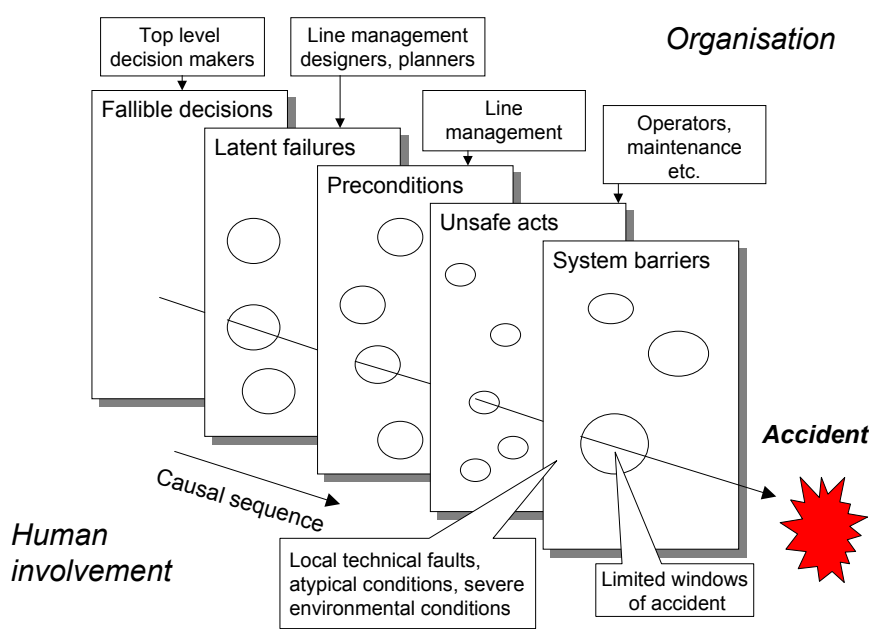 Top level
decision makers
Line management
designers, planners
Organisation
Fallible decisions
Line
management
Operators,
maintenance
etc.
Latent failures
Preconditions
Unsafe acts
System barriers
Accident
Causal sequence
Human
involvement
Local technical faults,
atypical conditions, severe
environmental conditions
Limited windows
of accident